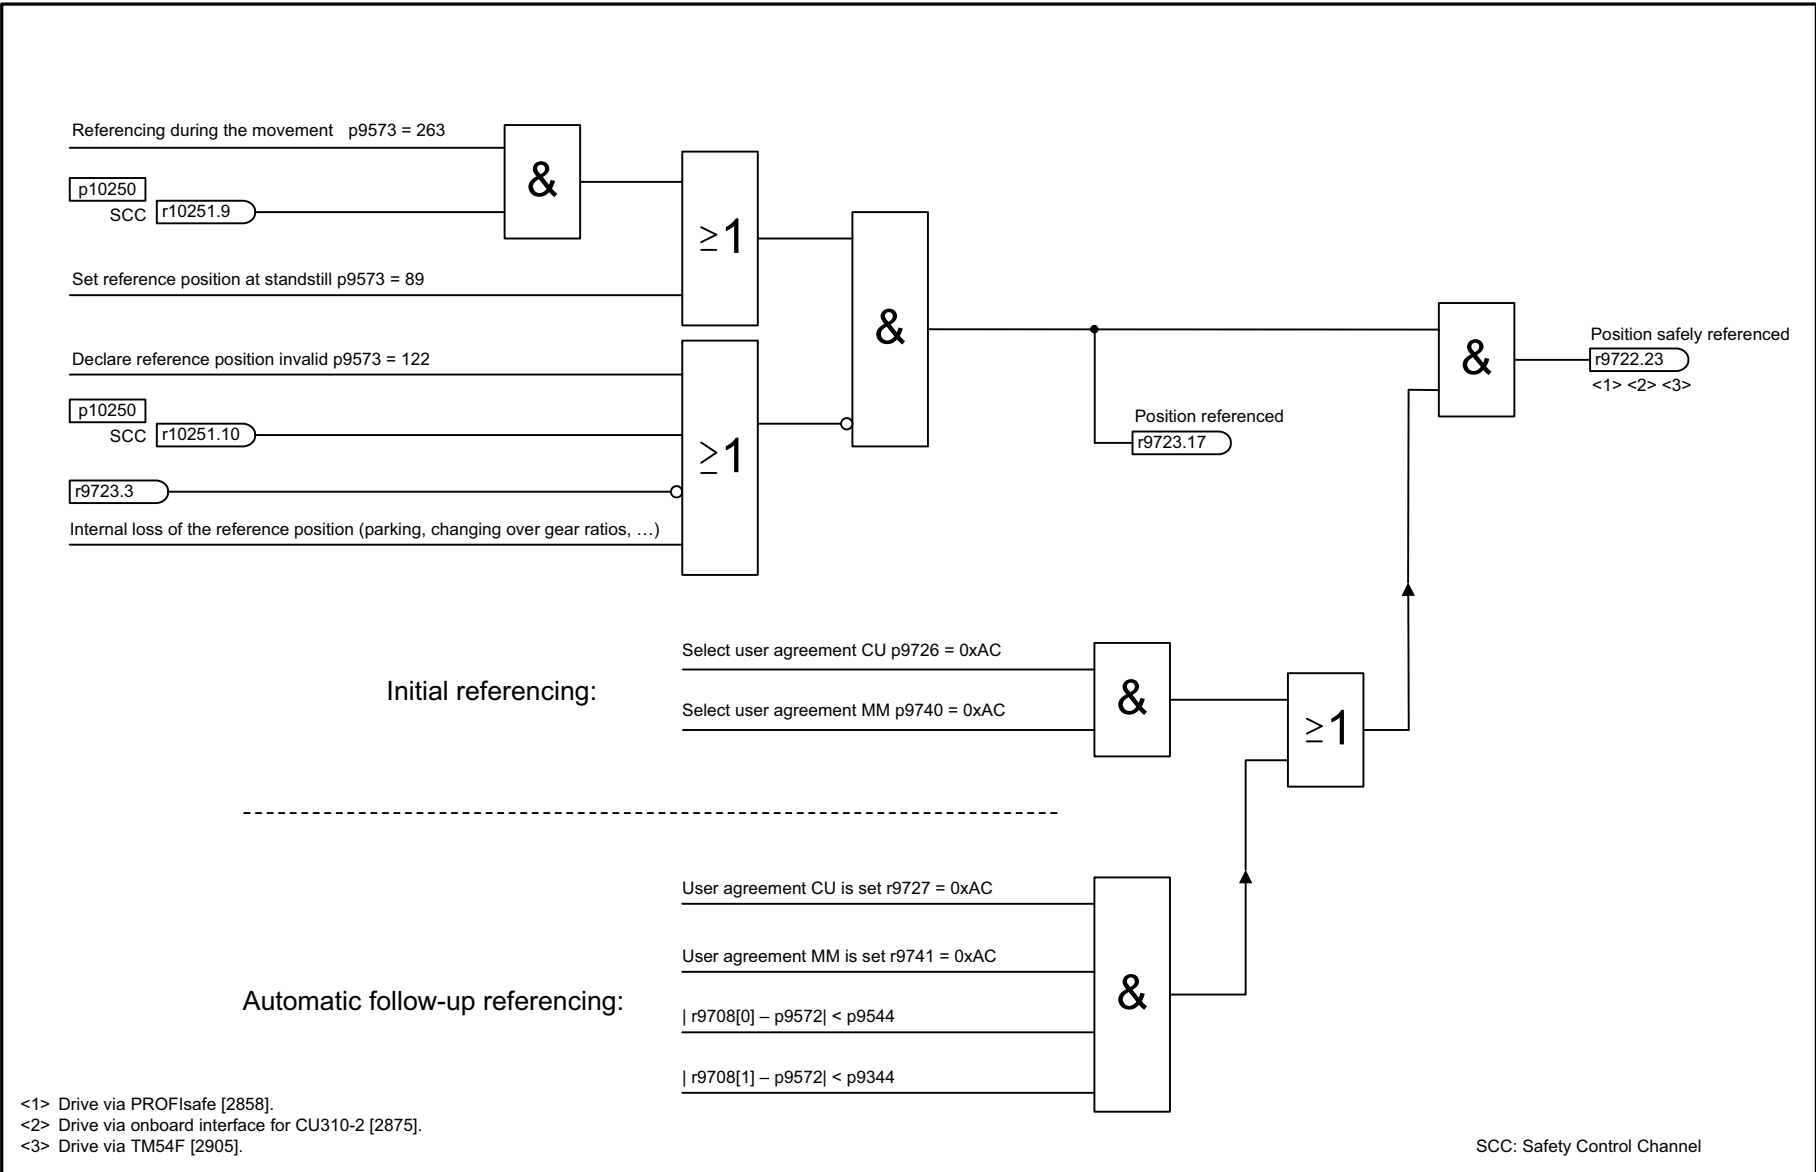 Referencing during the movement p9573 = 263
p10250
SCC r10251.9
&
≥1
Set reference position at standstill p9573 = 89
&
Declare reference position invalid p9573 = 122
p10250
SCC r10251.10
≥1
r9723.3
Internal loss of the reference position (parking, changing over gear ratios, …)
Position referenced
r9723.17
&
Position safely referenced
r9722.23
<1> <2> <3>
Initial referencing:
Select user agreement CU p9726 = 0xAC
Select user agreement MM p9740 = 0xAC
&
≥1
Automatic follow-up referencing:
User agreement CU is set r9727 = 0xAC
User agreement MM is set r9741 = 0xAC
| r9708[0] – p9572| < p9544
| r9708[1] – p9572| < p9344
&
<1> Drive via PROFIsafe [2858].
<2> Drive via onboard interface for CU310-2 [2875].
<3> Drive via TM54F [2905].
SCC: Safety Control Channel